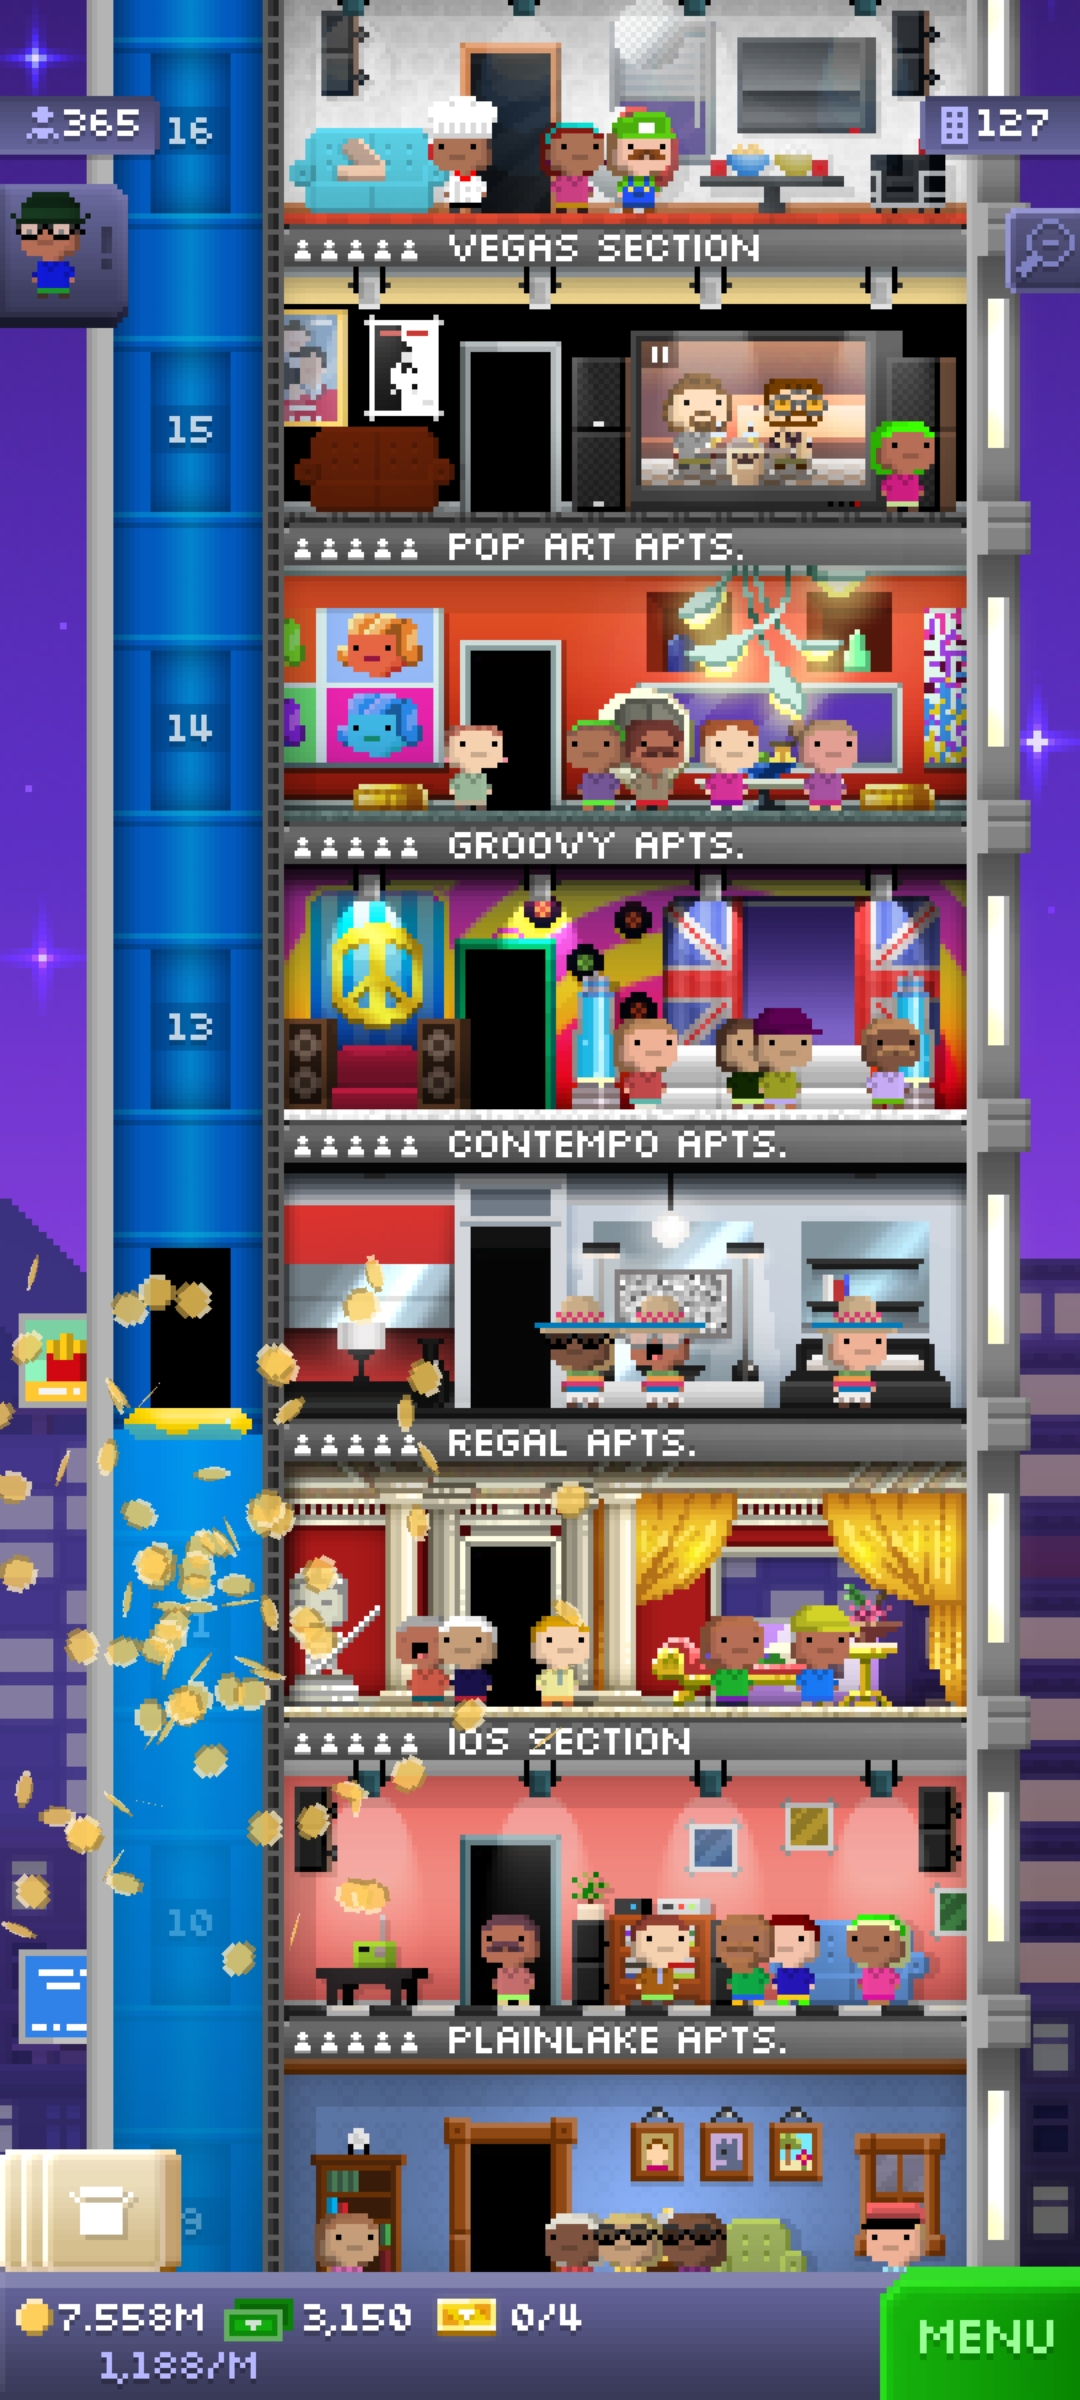 365
16
127
VEGAS SECTION
15
POP ART APTS.
14
GROOVY APTS.
13
CONTEMPO APTS.
REGAL APTS.
IOS SECTION
10
PLAINLAKE APTS.
9
7.558M 3,150 0/4
1,188/M
MENU